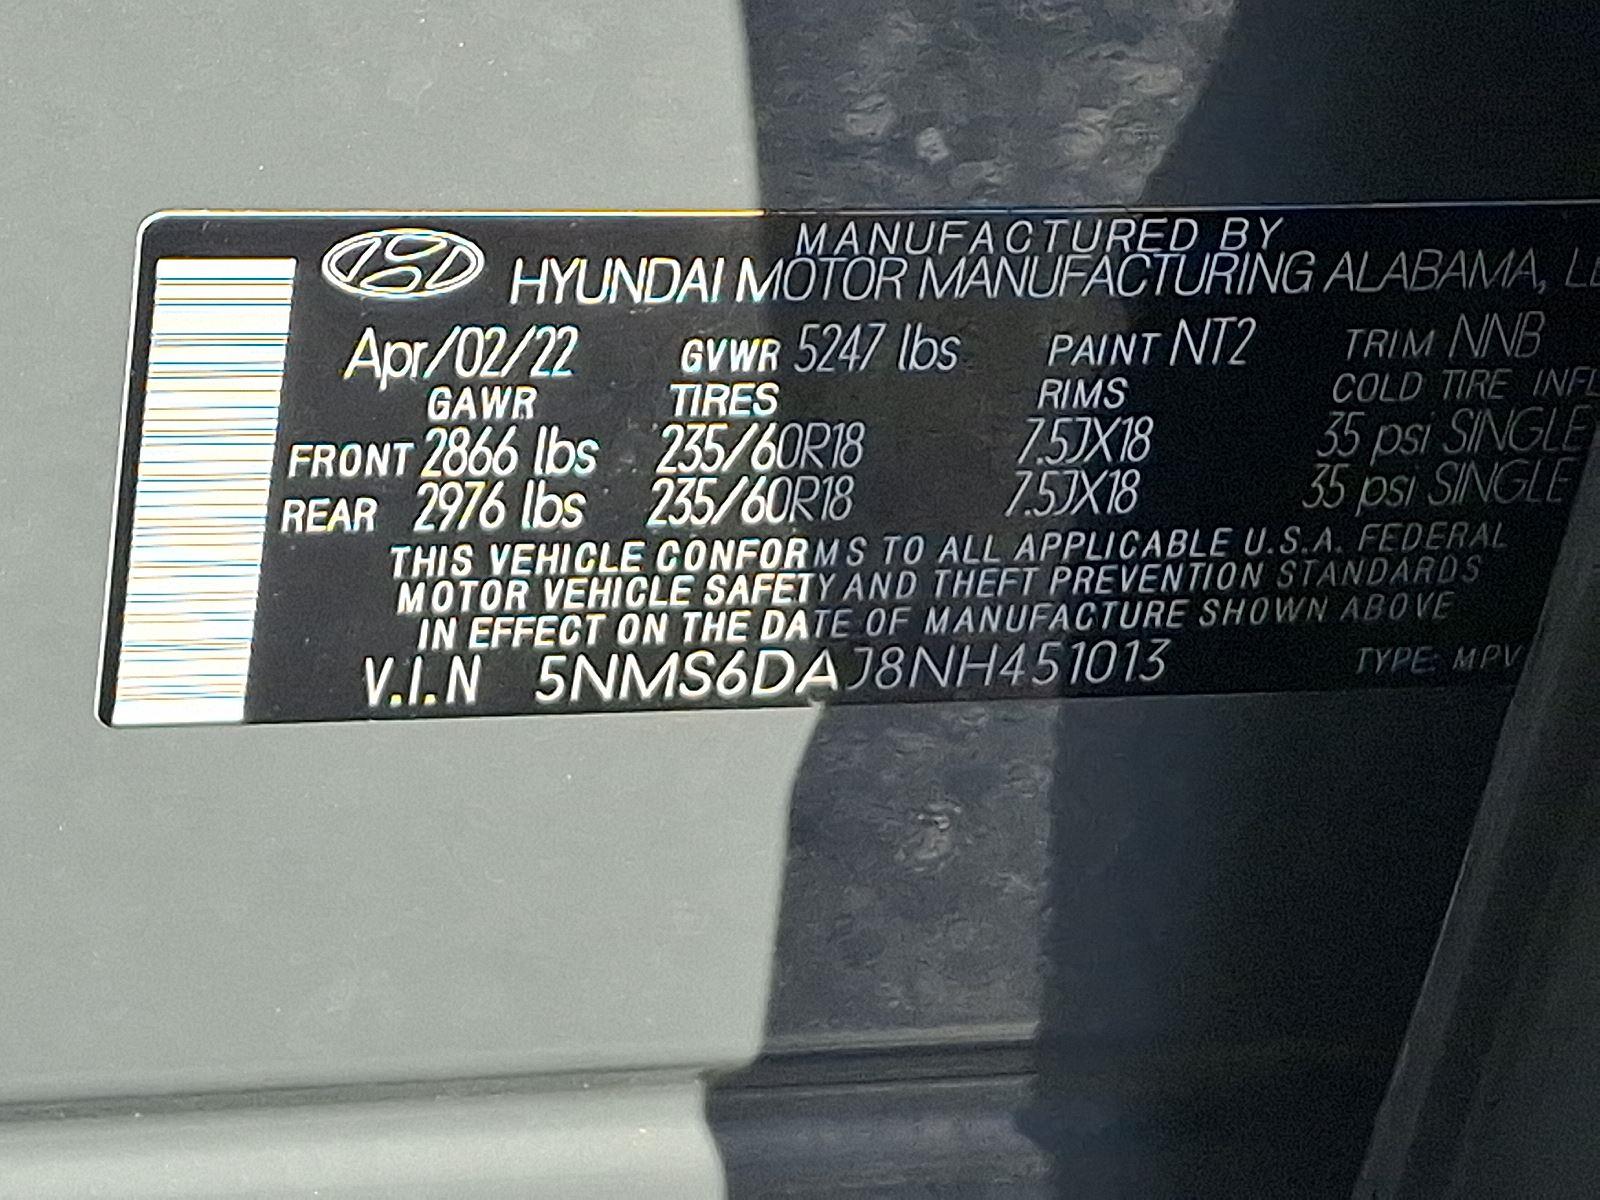 MANUFACTURED BY
HYUNDAI MOTOR MANUFACTURING ALABAMA,
Apr/02/22 GVWR 5247 lbs PAINT NT2 TRIM NNB
GAWR TIRES RIMS COLD TIRE INFL
FRONT 2866 lbs 235/60R18 7.5JX18 35 psi SINGLE
REAR 2976 lbs 235/60R18 7.5JX18 35 psi SINGLE
THIS VEHICLE CONFORMS TO ALL APPLICABLE U.S.A. FEDERAL
MOTOR VEHICLE SAFETY AND THEFT PREVENTION STANDARDS
IN EFFECT ON THE DATE OF MANUFACTURE SHOWN ABOVE
V.I.N 5NMS6DAJ8NH451013 TYPE: MPV